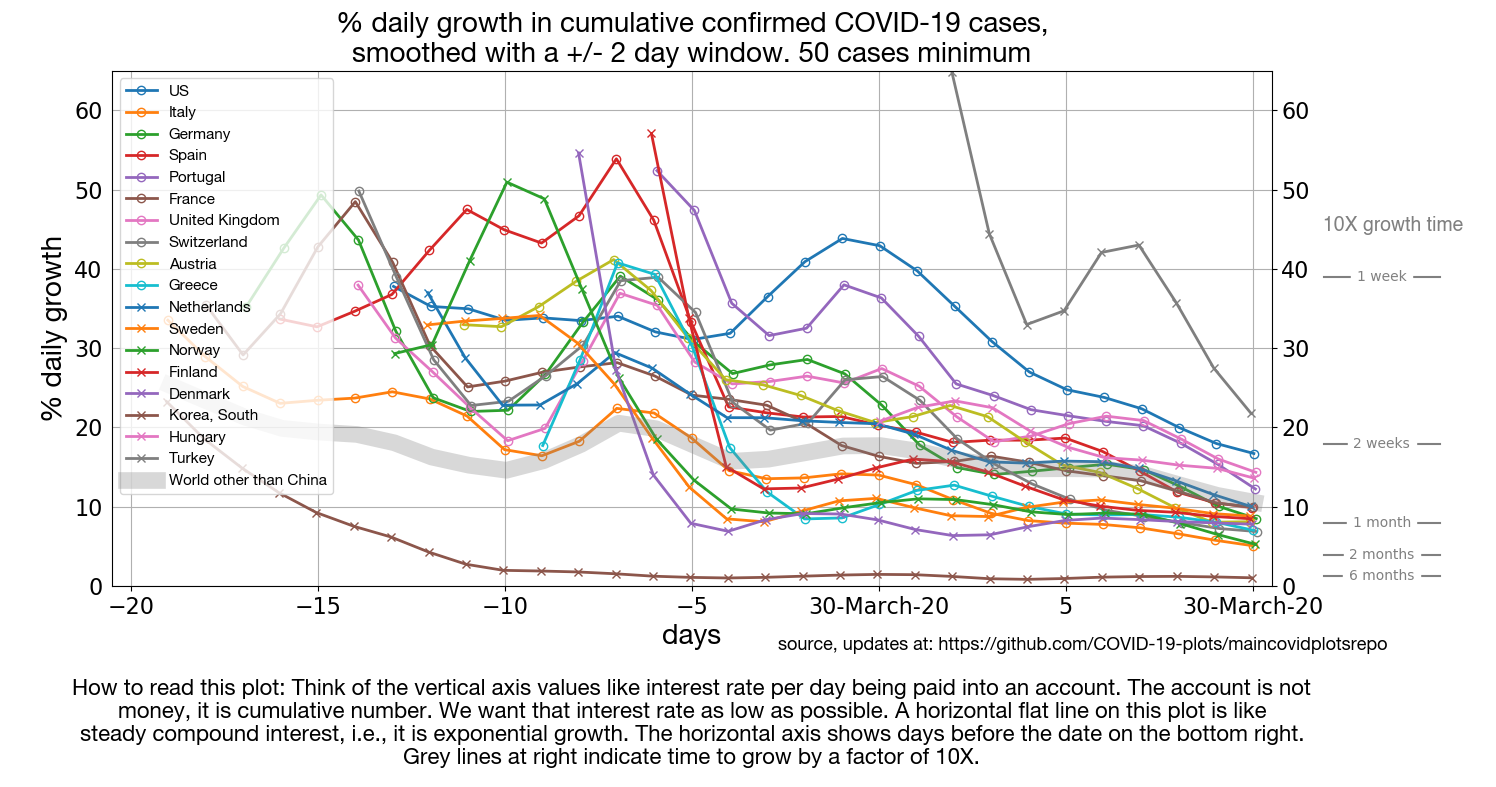 % daily growth in cumulative confirmed COVID-19 cases,
smoothed with a +/- 2 day window. 50 cases minimum
% daily growth
60
50
40
30
20
10
0
US
Italy
Germany
Spain
Portugal
France
United Kingdom
Switzerland
Austria
Greece
Netherlands
Sweden
Norway
Finland
Denmark
Korea, South
Hungary
Turkey
World other than China
60
50
40
30
20
10
0
10X growth time
1 week
2 weeks
1 month
2 months
6 months
−20 −15 −10 −5 30-March-20 5 30-March-20
days
source, updates at: https://github.com/COVID-19-plots/maincovidplotsrepo
How to read this plot: Think of the vertical axis values like interest rate per day being paid into an account. The account is not
money, it is cumulative number. We want that interest rate as low as possible. A horizontal flat line on this plot is like
steady compound interest, i.e., it is exponential growth. The horizontal axis shows days before the date on the bottom right.
Grey lines at right indicate time to grow by a factor of 10X.